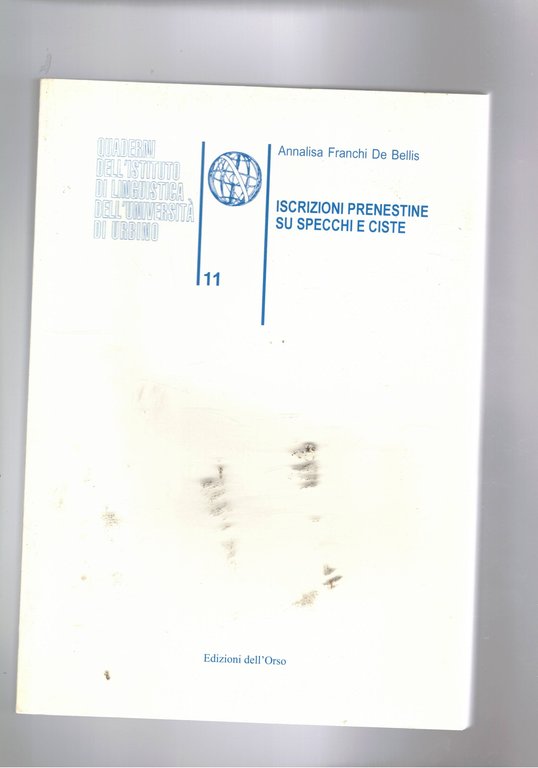 QUADERNI
DELL'ISTITUTO
DI LINGUISTICA
DELL'UNIVERSITÀ
DI URBINO
11
Annalisa Franchi De Bellis
ISCRIZIONI PRENESTINE
SU SPECCHI E CISTE
Edizioni dell'Orso